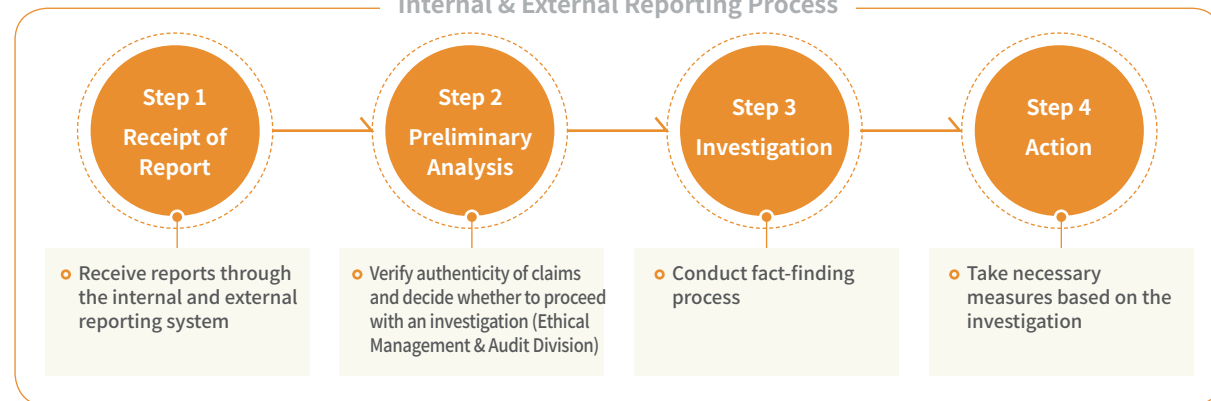 Internal & External Reporting Process
Step 1
Receipt of
Report
Step 2
Preliminary
Analysis
Step 3
Investigation
Step 4
Action
Receive reports through
the internal and external
reporting system
Verify authenticity of claims
and decide whether to proceed
with an investigation (Ethical
Management & Audit Division)
Conduct fact-finding
process
Take necessary
measures based on the
investigation